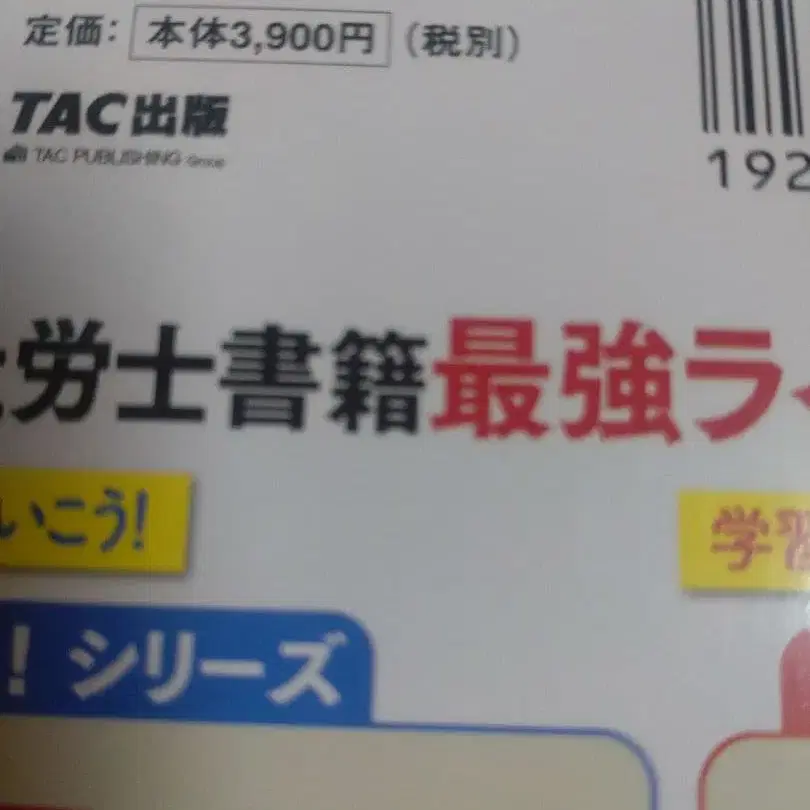 定価: 本体3,900円 (税別)
TAC出版
TAC PUBLISHING Group
192
労士書籍最強ラ
いこう!
学習
! シリーズ